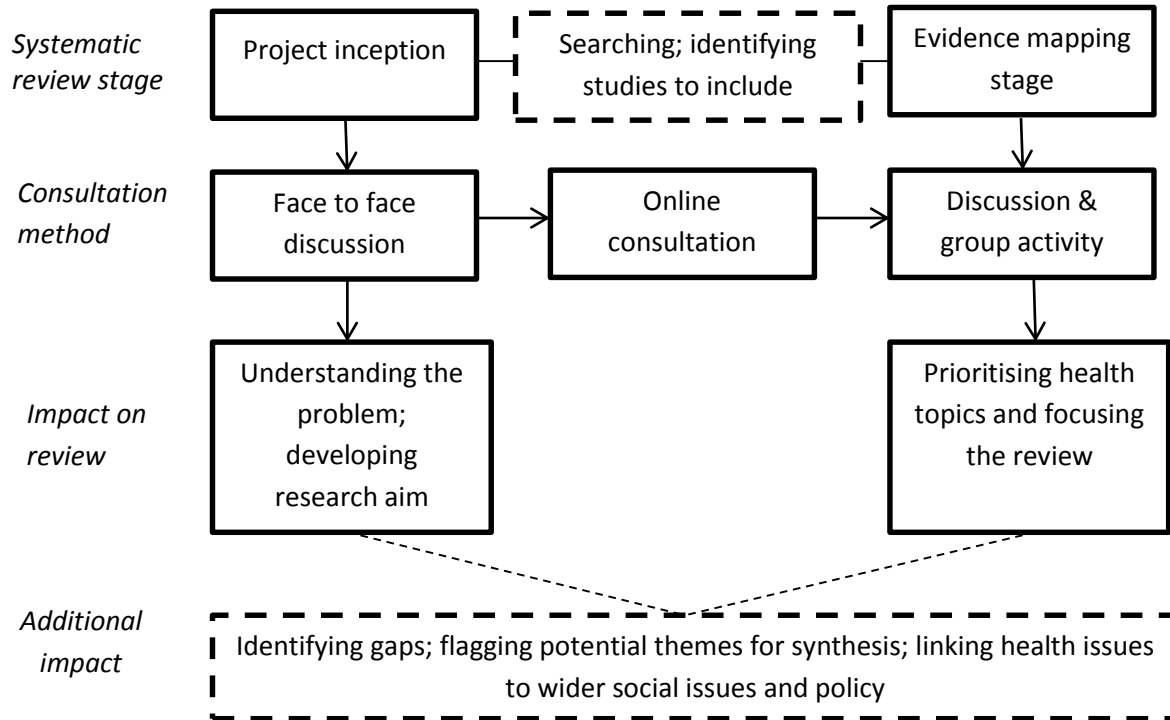 Systematic
review stage
Project inception
Searching; identifying
studies to include
Evidence mapping
stage
Consultation
method
Face to face
discussion
Online
consultation
Discussion &
group activity
Impact on
review
Understanding the
problem;
developing
research aim
Prioritising health
topics and focusing
the review
Additional
impact
Identifying gaps; flagging potential themes for synthesis; linking health issues
to wider social issues and policy